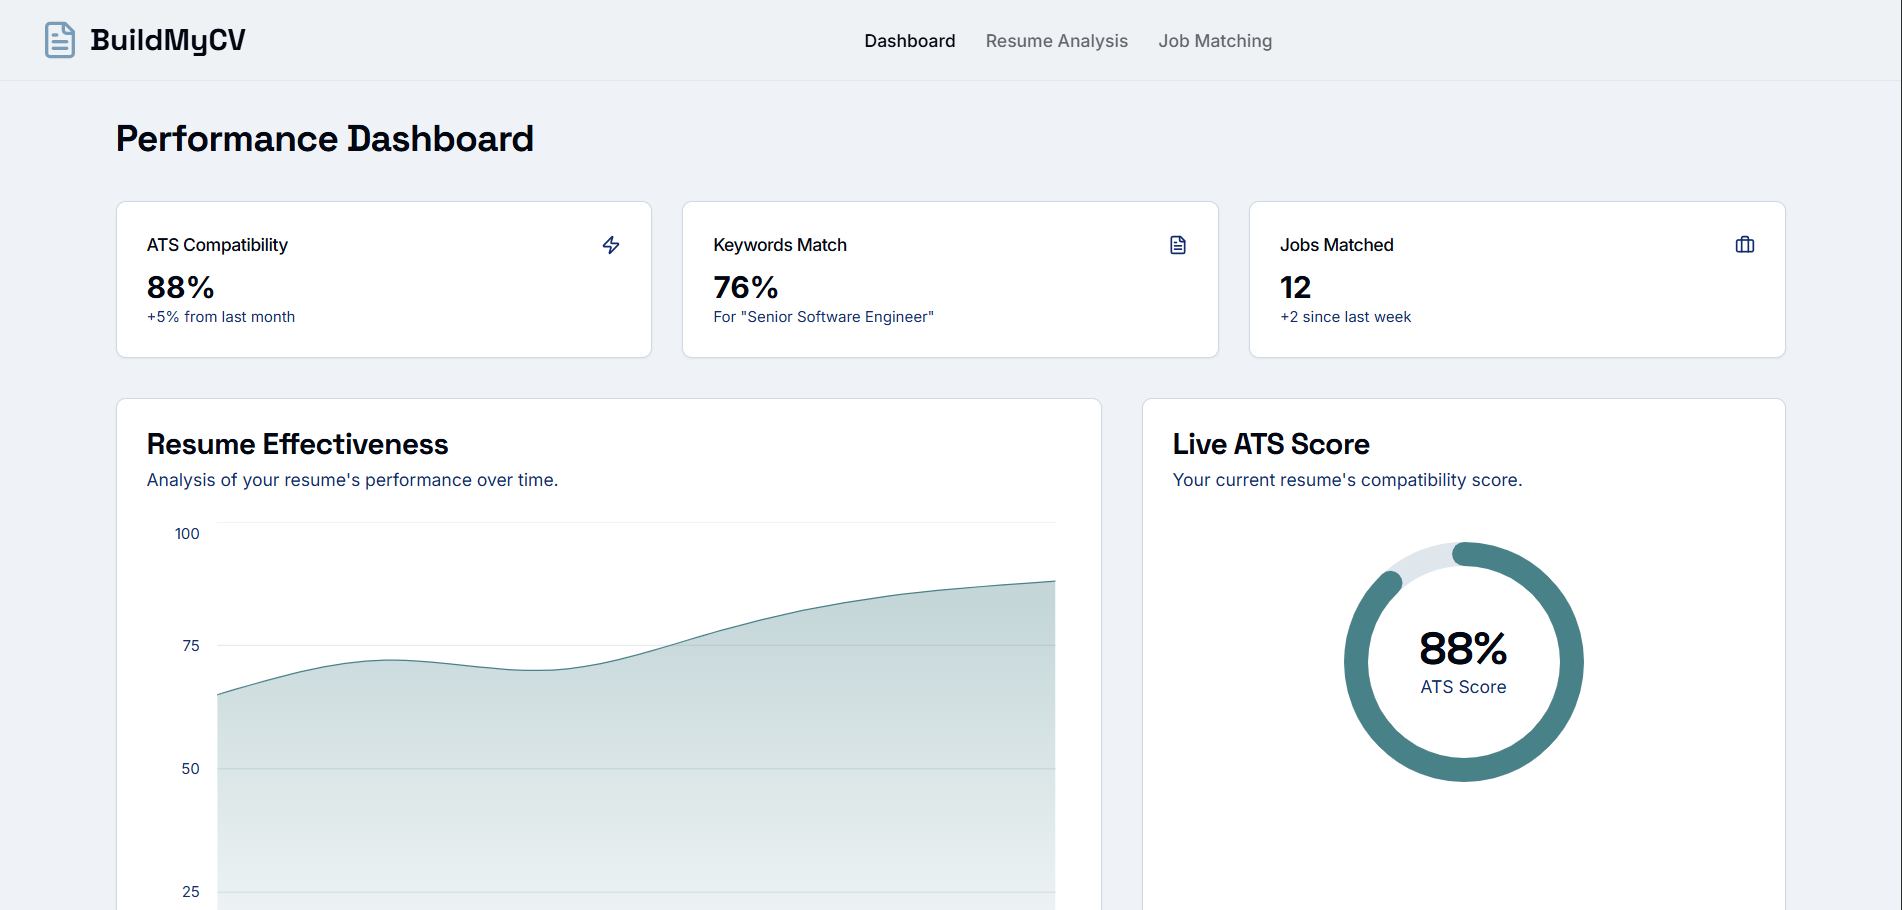 BuildMyCV
Dashboard Resume Analysis Job Matching
Performance Dashboard
ATS Compatibility
88%
+5% from last month
Keywords Match
76%
For "Senior Software Engineer"
Jobs Matched
12
+2 since last week
Resume Effectiveness
Analysis of your resume's performance over time.
100
75
50
25
Live ATS Score
Your current resume's compatibility score.
88%
ATS Score